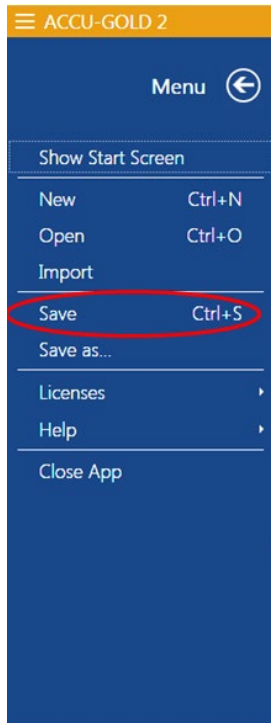 ACCU-GOLD 2
Menu
Show Start Screen
New Ctrl+N
Open Ctrl+O
Import
Save Ctrl+S
Save as...
Licenses
Help
Close App